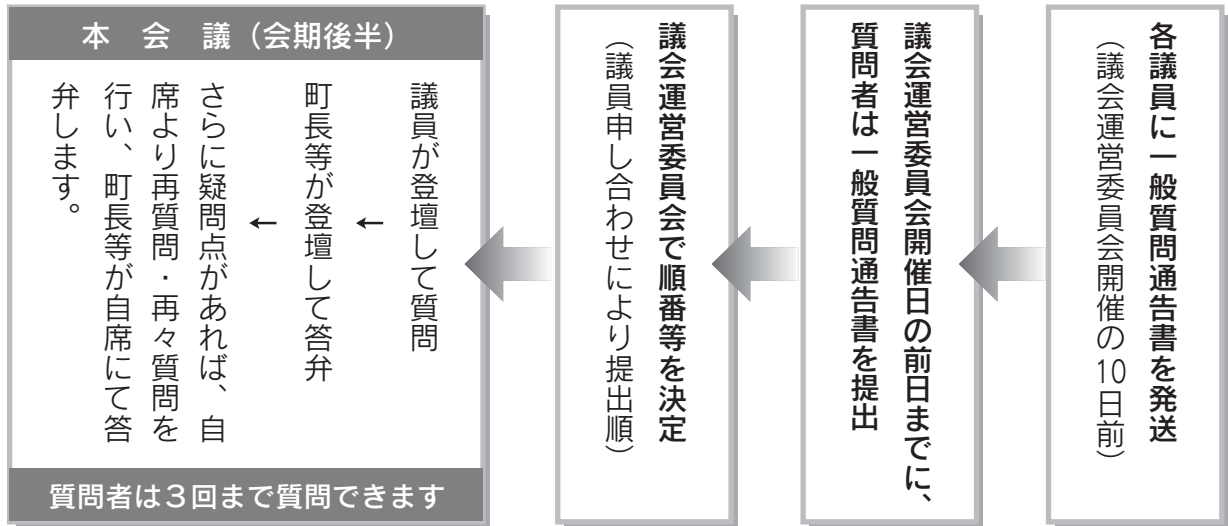 各議員に一般質問通告書を発送
（議会運営委員会開催の10日前）
議会運営委員会開催日の前日までに、
質問者は一般質問通告書を提出
議会運営委員会で順番等を決定
（議員申し合わせにより提出順）
本　会　議（会期後半）
議員が登壇して質問
←
町長等が登壇して答弁
←
さらに疑問点があれば、自
席より再質問・再々質問を
行い、町長等が自席にて答
弁します。
質問者は３回まで質問できます